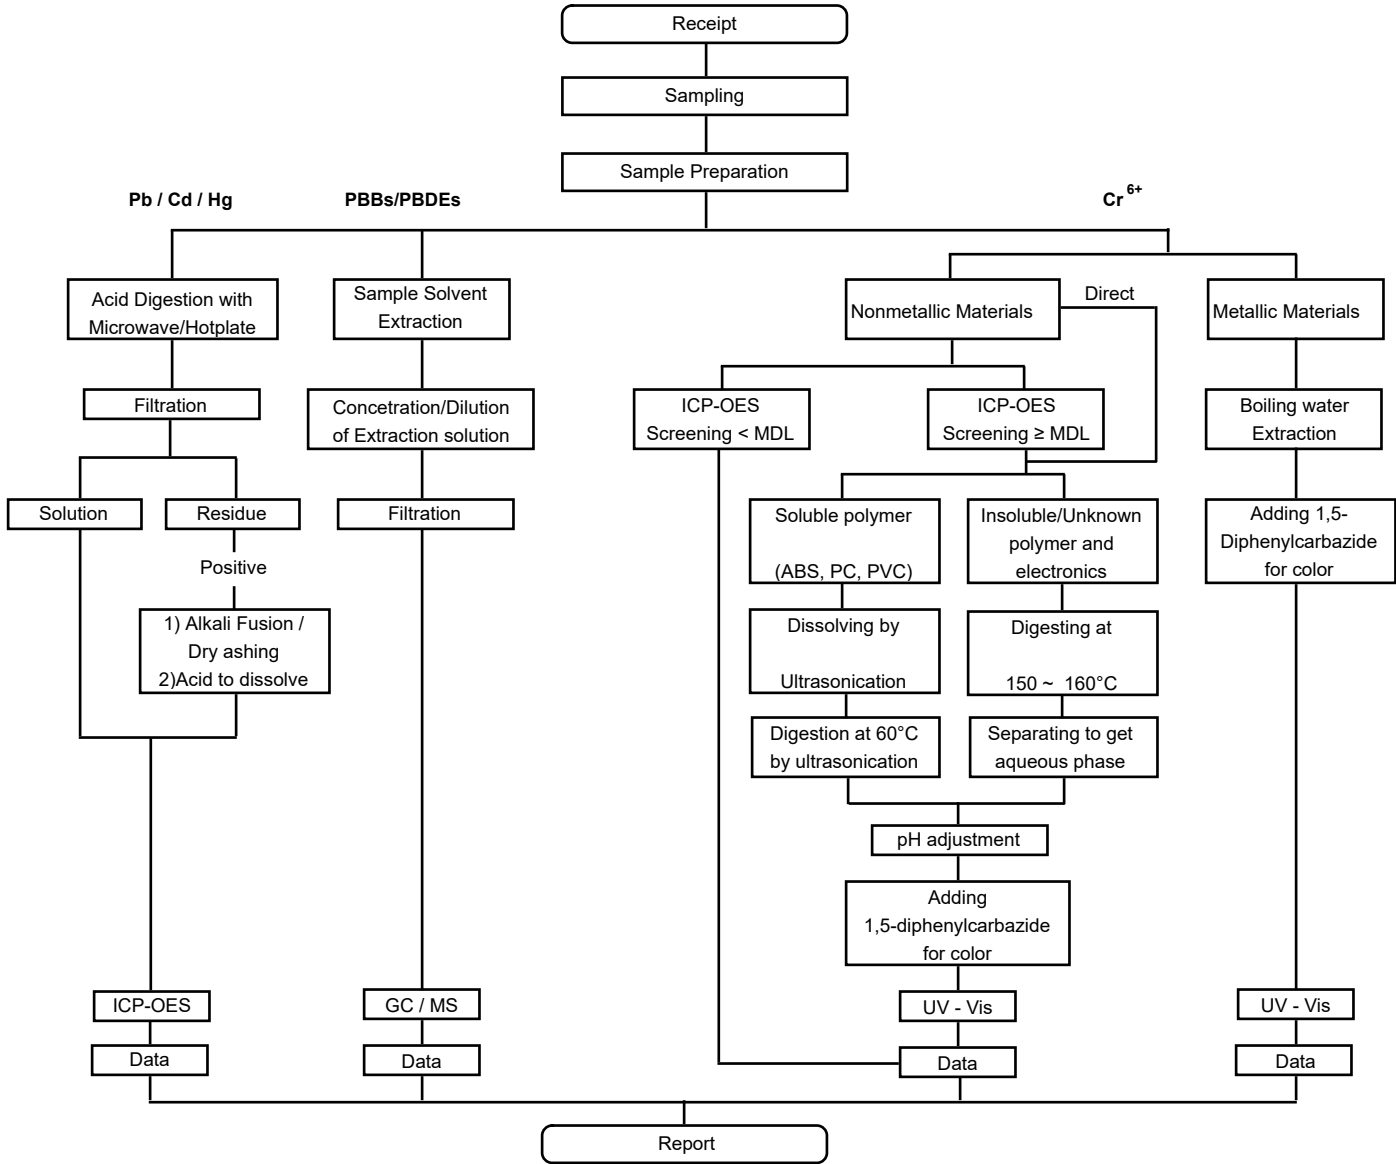 Receipt
Sampling
Sample Preparation
Pb / Cd / Hg
PBBs/PBDEs
Cr 6+
Acid Digestion with
Microwave/Hotplate
Sample Solvent
Extraction
Nonmetallic Materials
Direct
Metallic Materials
Filtration
Concetration/Dilution
of Extraction solution
ICP-OES
Screening < MDL
ICP-OES
Screening ≥ MDL
Boiling water
Extraction
Solution
Residue
Filtration
Soluble polymer
(ABS, PC, PVC)
Insoluble/Unknown
polymer and
electronics
Adding 1,5-
Diphenylcarbazide
for color
Positive
1) Alkali Fusion /
Dry ashing
2)Acid to dissolve
Dissolving by
Ultrasonication
Digesting at
150 ~ 160°C
Digestion at 60°C
by ultrasonication
Separating to get
aqueous phase
pH adjustment
Adding
1,5-diphenylcarbazide
for color
ICP-OES
GC / MS
UV - Vis
UV - Vis
Data
Data
Data
Data
Report